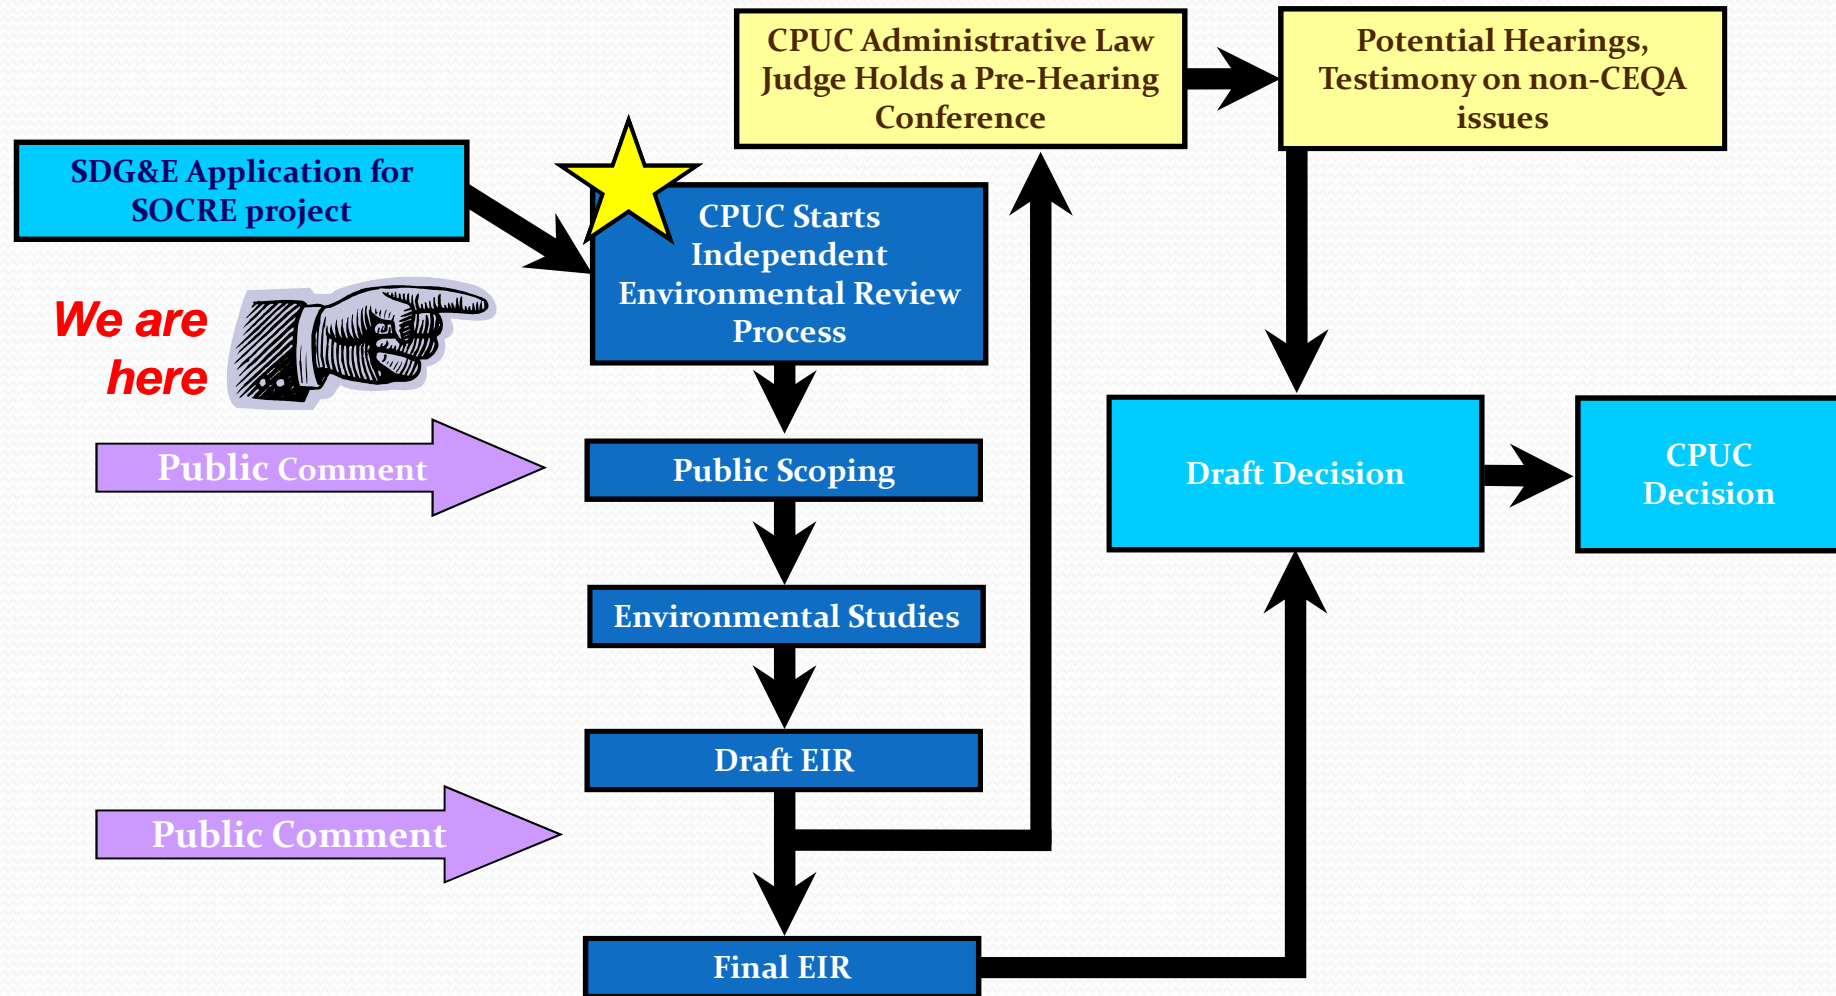 CPUC Administrative Law
Judge Holds a Pre-Hearing
Conference
Potential Hearings,
Testimony on non-CEQA
issues
SDG&E Application for
SOCRE project
CPUC Starts
Independent
Environmental Review
Process
We are
here
Public Comment
Public Scoping
Draft Decision
CPUC
Decision
Environmental Studies
Draft EIR
Public Comment
Final EIR